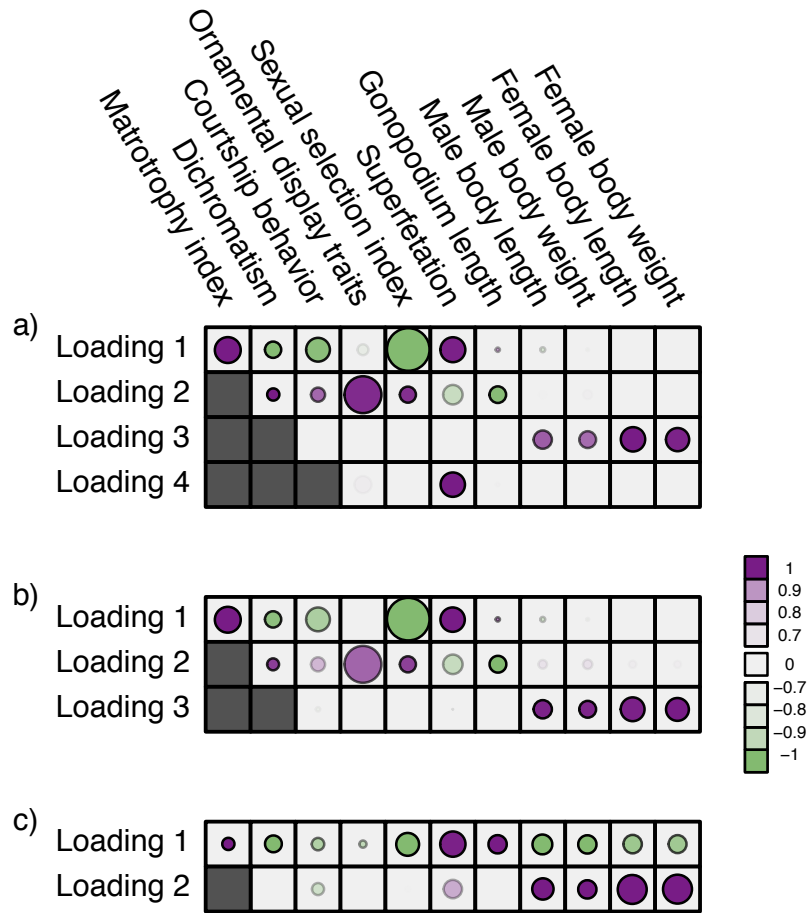 Matrotrophy index
Dichromatism
Courtship behavior
Ornamental display traits
Sexual selection index
Superfetation
Gonopodium length
Male body length
Male body weight
Female body length
Female body weight
a)
Loading 1
Loading 2
Loading 3
Loading 4
b)
Loading 1
Loading 2
Loading 3
c)
Loading 1
Loading 2
1
0.9
0.8
0.7
0
−0.7
−0.8
−0.9
−1